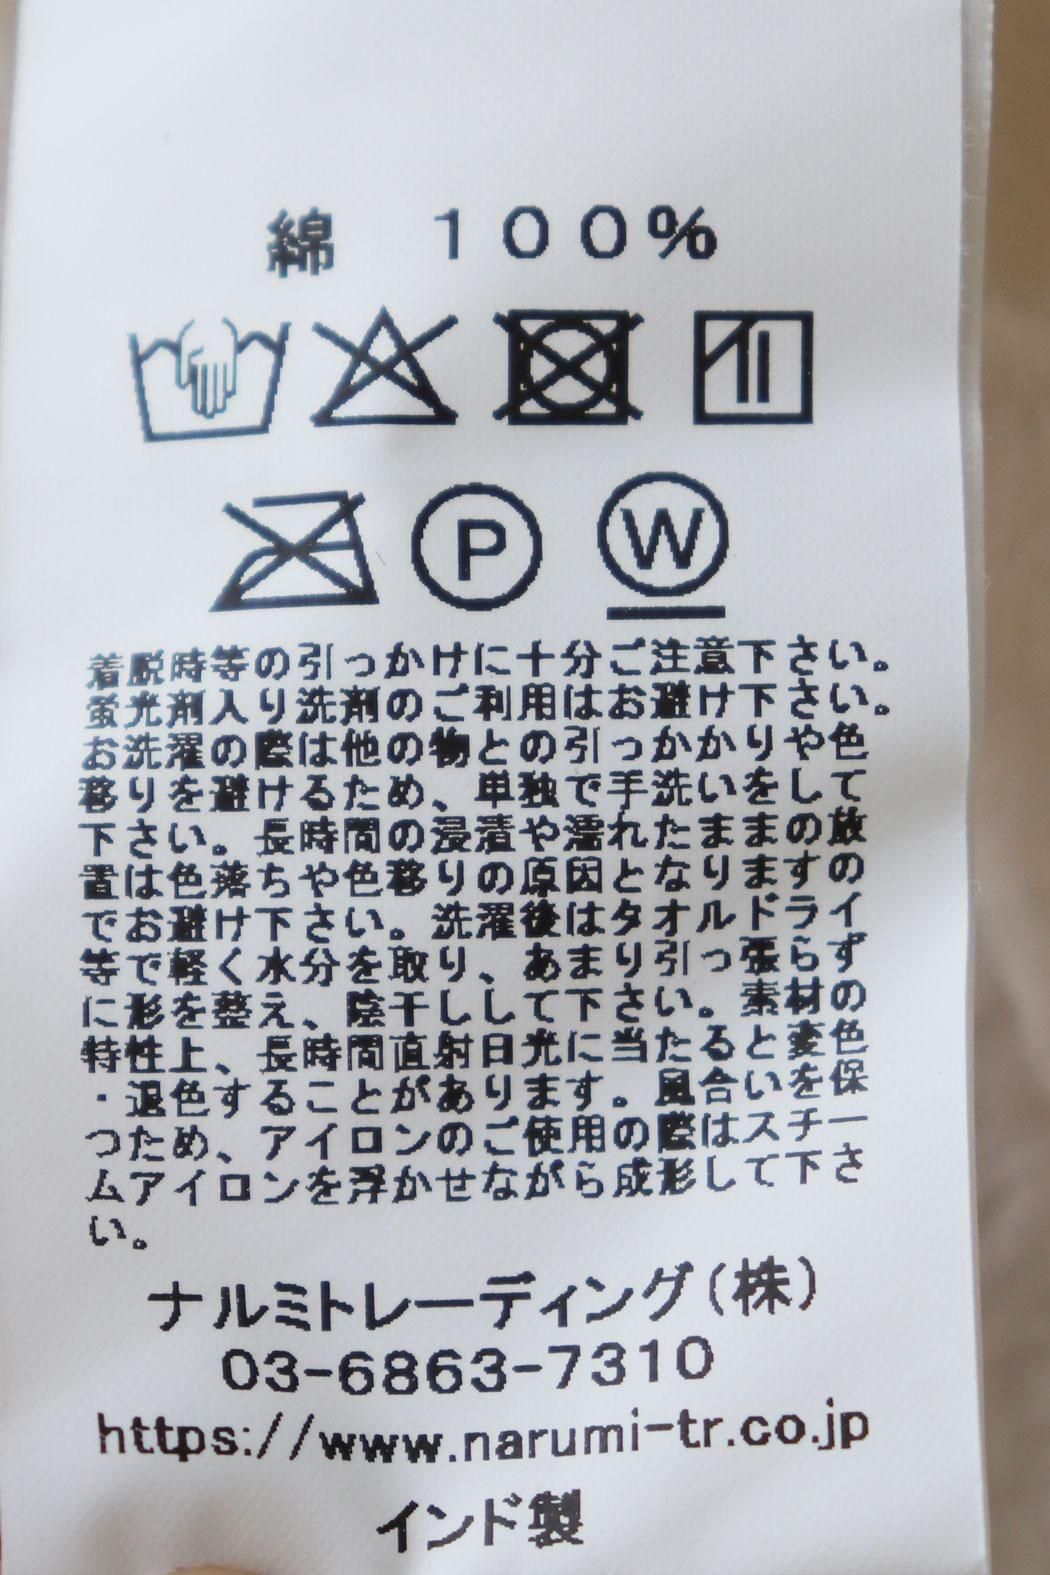 綿　100%
P W
着脱時等の引っかけに十分ご注意下さい。
蛍光剤入り洗剤のご利用はお避け下さい。
お洗濯の際は他の物との引っかかりや色
移りを避けるため、単独で手洗いをして
下さい。長時間の浸漬や濡れたままの放
置は色落ちや色移りの原因となりますの
でお避け下さい。洗濯後はタオルドライ
等で軽く水分を取り、あまり引っ張らず
に形を整え、陰干しして下さい。素材の
特性上、長時間直射日光に当たると変色
・退色することがあります。風合いを保
つため、アイロンのご使用の際はスチー
ムアイロンを浮かせながら成形して下さ
い。
ナルミトレーディング(株)
03-6863-7310
https://www.narumi-tr.co.jp
インド製